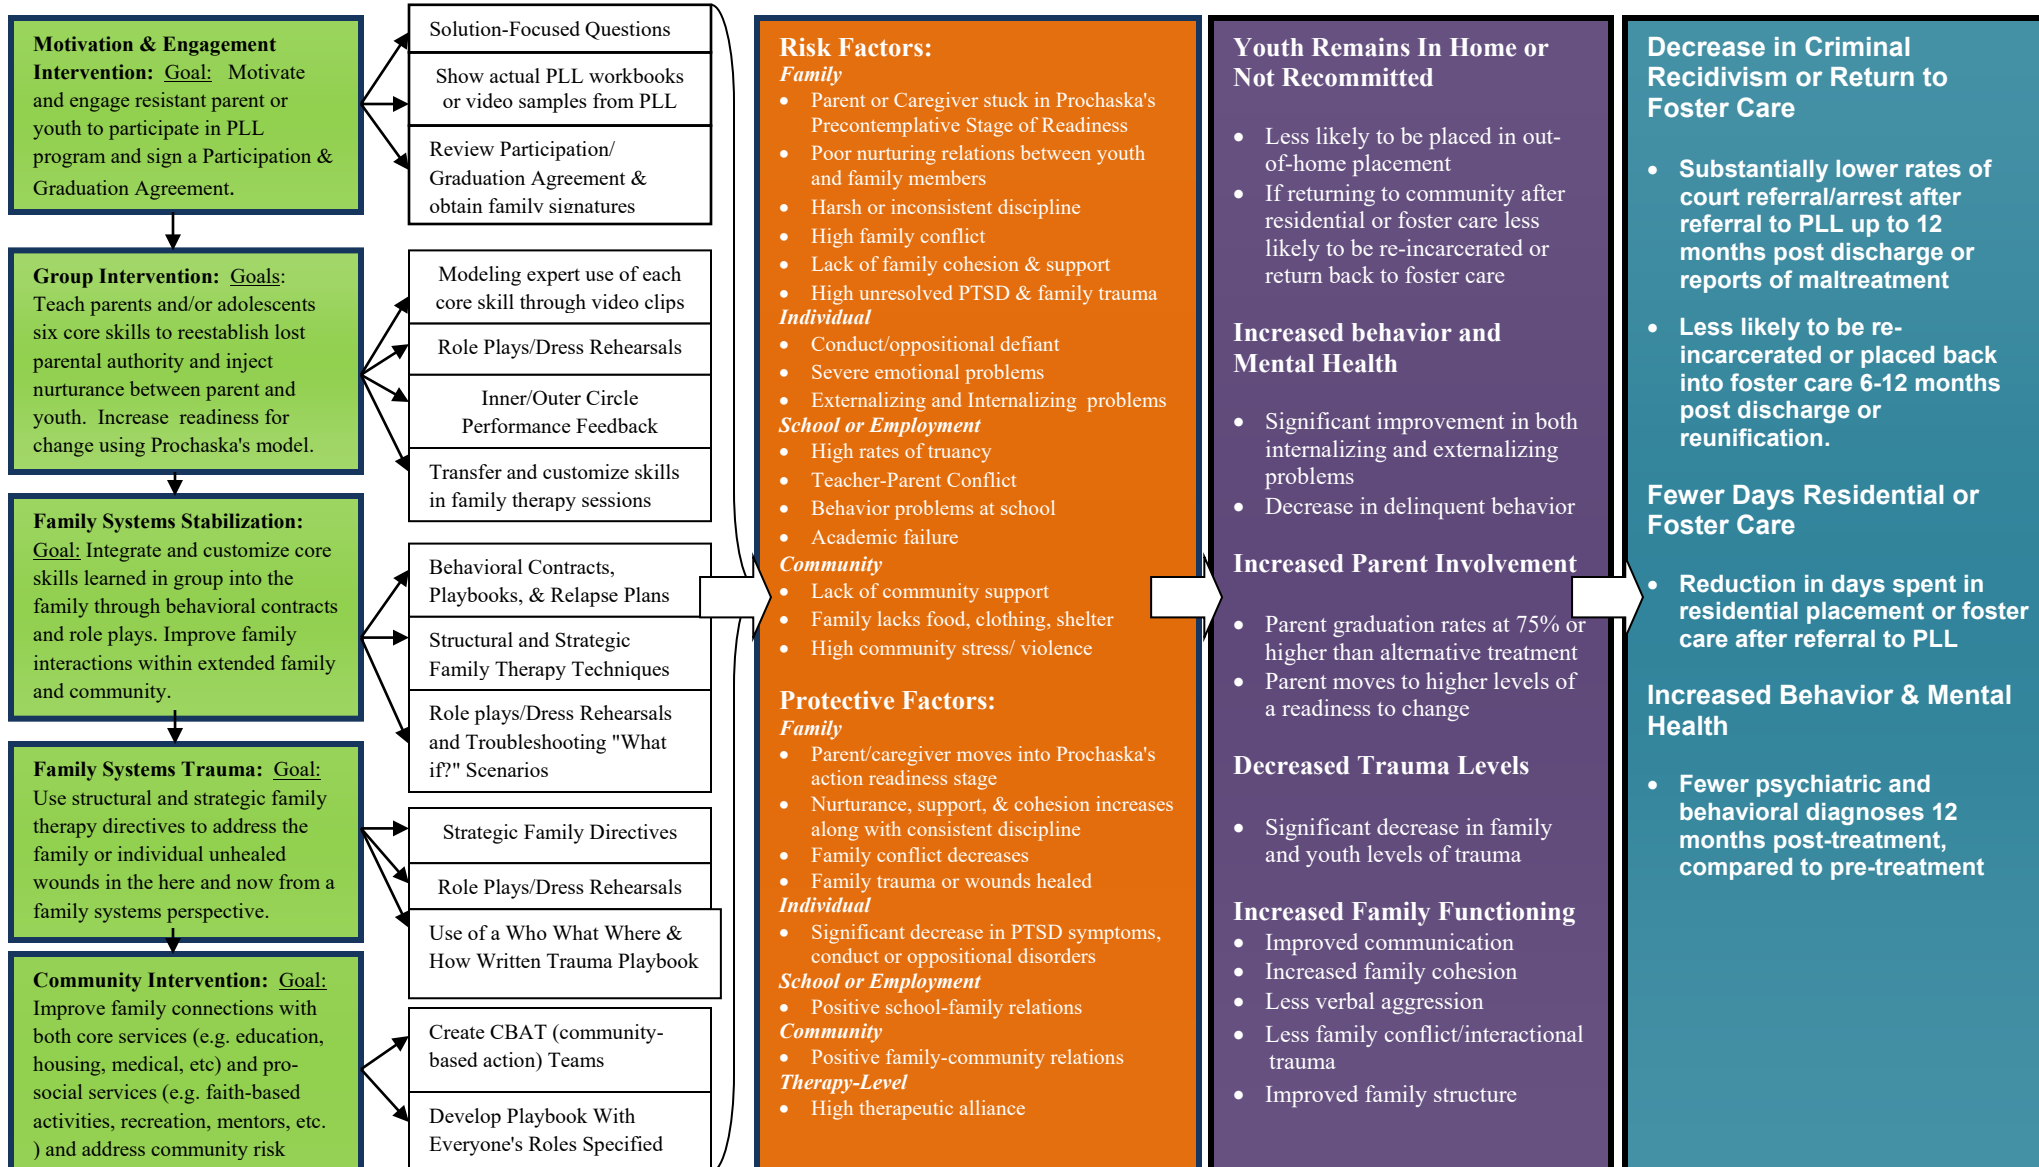 Motivation & Engagement
Intervention: Goal: Motivate
and engage resistant parent or
youth to participate in PLL
program and sign a Participation &
Graduation Agreement.
Solution-Focused Questions
Show actual PLL workbooks
or video samples from PLL
Review Participation/
Graduation Agreement &
obtain family signatures
Group Intervention: Goals:
Teach parents and/or adolescents
six core skills to reestablish lost
parental authority and inject
nurturance between parent and
youth. Increase readiness for
change using Prochaska's model.
Modeling expert use of each
core skill through video clips
Role Plays/Dress Rehearsals
Inner/Outer Circle
Performance Feedback
Transfer and customize skills
in family therapy sessions
Family Systems Stabilization:
Goal: Integrate and customize core
skills learned in group into the
family through behavioral contracts
and role plays. Improve family
interactions within extended family
and community.
Behavioral Contracts,
Playbooks, & Relapse Plans
Structural and Strategic
Family Therapy Techniques
Role plays/Dress Rehearsals
and Troubleshooting "What
if?" Scenarios
Family Systems Trauma: Goal:
Use structural and strategic family
therapy directives to address the
family or individual unhealed
wounds in the here and now from a
family systems perspective.
Strategic Family Directives
Role Plays/Dress Rehearsals
Use of a Who What Where &
How Written Trauma Playbook
Community Intervention: Goal:
Improve family connections with
both core services (e.g. education,
housing, medical, etc) and pro-
social services (e.g. faith-based
activities, recreation, mentors, etc.
) and address community risk
Create CBAT (community-
based action) Teams
Develop Playbook With
Everyone's Roles Specified
Risk Factors:
Family
• Parent or Caregiver stuck in Prochaska's
Precontemplative Stage of Readiness
• Poor nurturing relations between youth
and family members
• Harsh or inconsistent discipline
• High family conflict
• Lack of family cohesion & support
• High unresolved PTSD & family trauma
Individual
• Conduct/oppositional defiant
• Severe emotional problems
• Externalizing and Internalizing problems
School or Employment
• High rates of truancy
• Teacher-Parent Conflict
• Behavior problems at school
• Academic failure
Community
• Lack of community support
• Family lacks food, clothing, shelter
• High community stress/ violence
Protective Factors:
Family
• Parent/caregiver moves into Prochaska's
action readiness stage
• Nurturance, support, & cohesion increases
along with consistent discipline
• Family conflict decreases
• Family trauma or wounds healed
Individual
• Significant decrease in PTSD symptoms,
conduct or oppositional disorders
School or Employment
• Positive school-family relations
Community
• Positive family-community relations
Therapy-Level
• High therapeutic alliance
Youth Remains In Home or
Not Recommitted
• Less likely to be placed in out-
of-home placement
• If returning to community after
residential or foster care less
likely to be re-incarcerated or
return back to foster care
Increased behavior and
Mental Health
• Significant improvement in both
internalizing and externalizing
problems
• Decrease in delinquent behavior
Increased Parent Involvement
• Parent graduation rates at 75% or
higher than alternative treatment
• Parent moves to higher levels of
a readiness to change
Decreased Trauma Levels
• Significant decrease in family
and youth levels of trauma
Increased Family Functioning
• Improved communication
• Increased family cohesion
• Less verbal aggression
• Less family conflict/interactional
trauma
• Improved family structure
Decrease in Criminal
Recidivism or Return to
Foster Care
• Substantially lower rates of
court referral/arrest after
referral to PLL up to 12
months post discharge or
reports of maltreatment
• Less likely to be re-
incarcerated or placed back
into foster care 6-12 months
post discharge or
reunification.
Fewer Days Residential or
Foster Care
• Reduction in days spent in
residential placement or foster
care after referral to PLL
Increased Behavior & Mental
Health
• Fewer psychiatric and
behavioral diagnoses 12
months post-treatment,
compared to pre-treatment